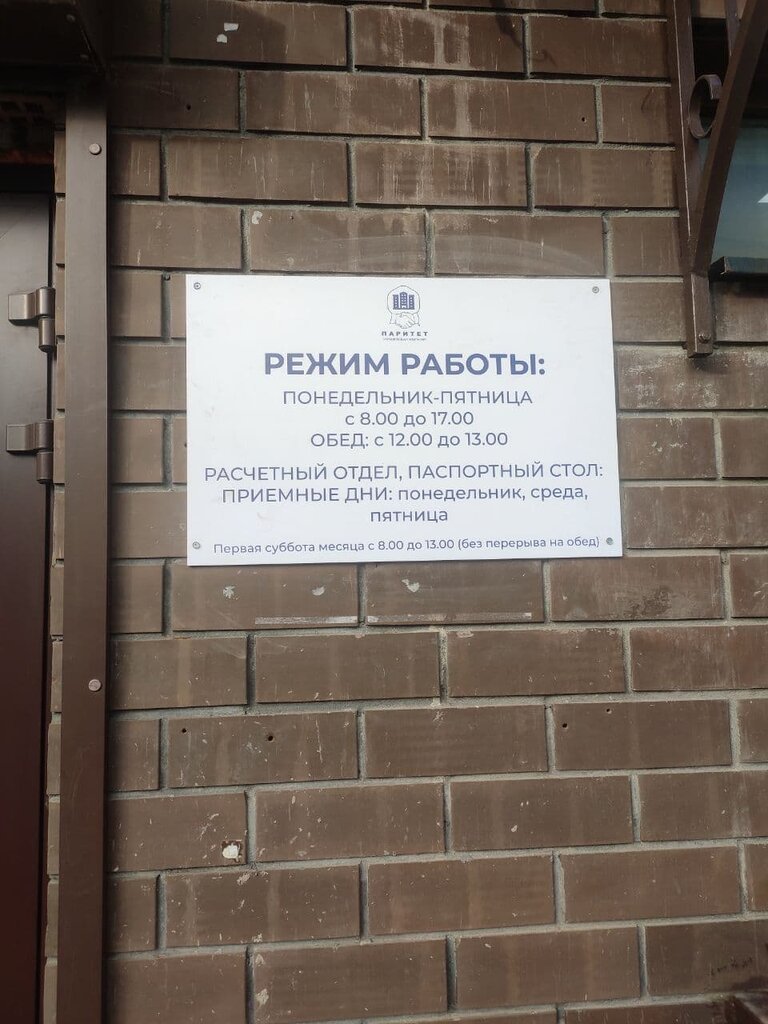 ПАРИТЕТ
РЕЖИМ РАБОТЫ:
ПОНЕДЕЛЬНИК-ПЯТНИЦА
с 8.00 до 17.00
ОБЕД: с 12.00 до 13.00
РАСЧЕТНЫЙ ОТДЕЛ, ПАСПОРТНЫЙ СТОЛ:
ПРИЕМНЫЕ ДНИ: понедельник, среда,
пятница
Первая суббота месяца с 8.00 до 13.00 (без перерыва на обед)